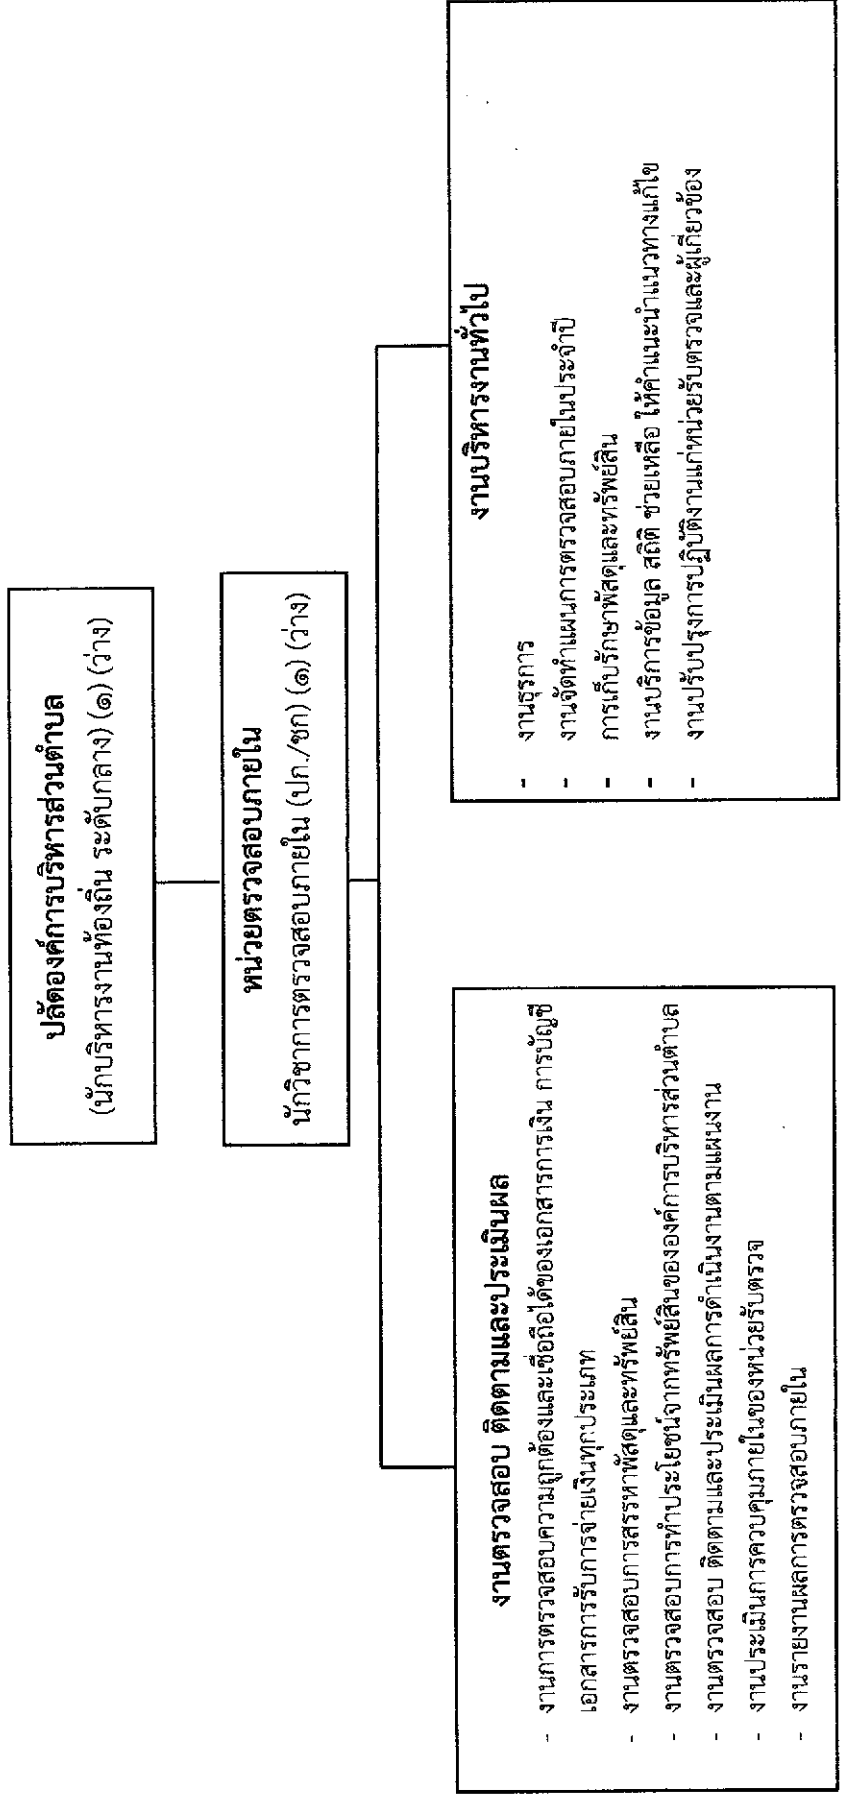 ปลัดองค์การบริหารส่วนตำบล
(นักบริหารงานท้องถิ่น ระดับกลาง) (๑) (ว่าง)
หน่วยตรวจสอบภายใน
นักวิชาการตรวจสอบภายใน (ปก./ชก) (๑) (ว่าง)
งานตรวจสอบ ติดตามและประเมินผล
- งานการตรวจสอบความถูกต้องและเชื่อถือได้ของเอกสารการเงิน การบัญชี
เอกสารการรับการจ่ายเงินทุกประเภท
- งานตรวจสอบการสรรหาพัสดุและทรัพย์สิน
- งานตรวจสอบการทำประโยชน์จากทรัพย์สินขององค์การบริหารส่วนตำบล
- งานตรวจสอบ ติดตามและประเมินผลการดำเนินงานตามแผนงาน
- งานประเมินการควบคุมภายในของหน่วยรับตรวจ
- งานรายงานผลการตรวจสอบภายใน
งานบริหารงานทั่วไป
- งานธุรการ
- งานจัดทำแผนการตรวจสอบภายในประจำปี
- การเก็บรักษาพัสดุและทรัพย์สิน
- งานบริการข้อมูล สถิติ ช่วยเหลือ ให้คำแนะนำแนวทางแก้ไข
- งานปรับปรุงการปฏิบัติงานแก่หน่วยรับตรวจและผู้เกี่ยวข้อง